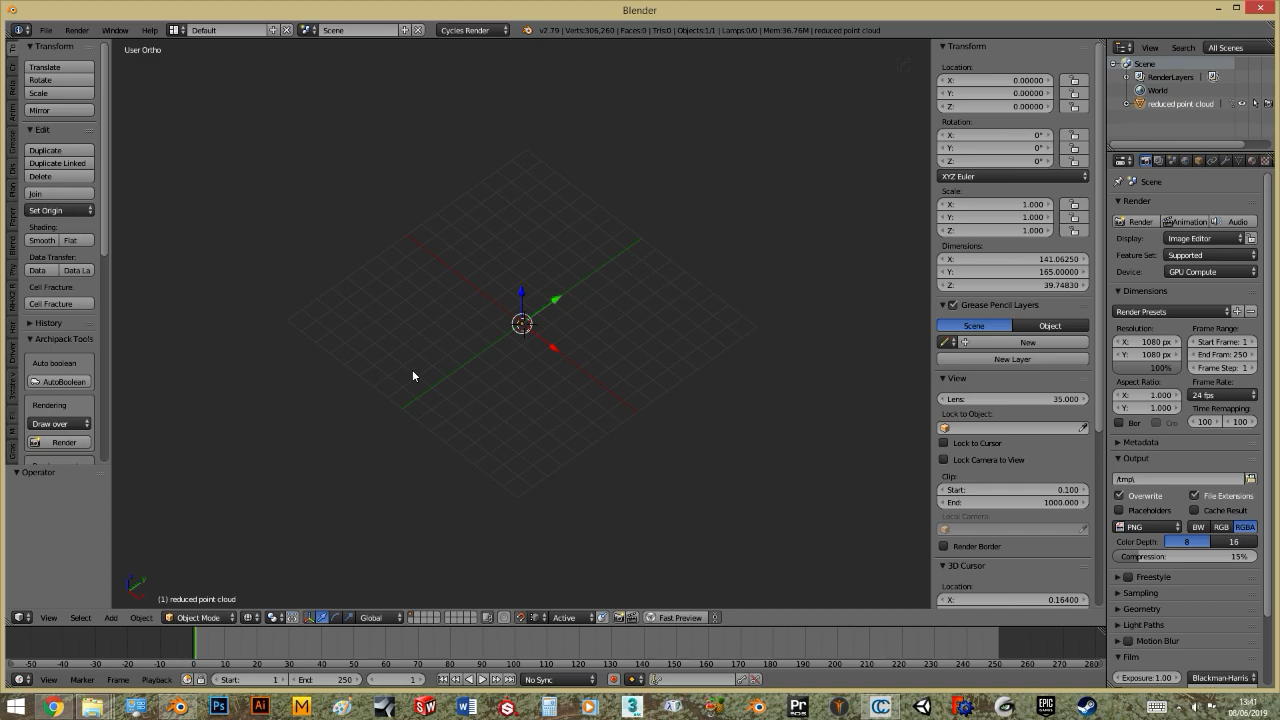 Blender
File Render Window Help Default Scene Cycles Render v2.79 | Verts:306,260 | Faces:0 | Tris:0 | Objects:1/1 | Lamps:0/0 | Mem:36.76M | reduced point cloud
Transform
Translate
Rotate
Scale
Mirror
Edit
Duplicate
Duplicate Linked
Delete
Join
Set Origin
Shading:
Smooth Flat
Data Transfer:
Data Data La
Cell Fracture:
Cell Fracture
History
Archipack Tools
Auto boolean
AutoBoolean
Rendering
Draw over
Render
Operator
User Ortho
(1) reduced point cloud
Transform
Location:
X: 0.00000
Y: 0.00000
Z: 0.00000
Rotation:
X: 0°
Y: 0°
Z: 0°
XYZ Euler
Scale:
X: 1.000
Y: 1.000
Z: 1.000
Dimensions:
X: 141.06250
Y: 165.00000
Z: 39.74830
Grease Pencil Layers
Scene Object
New
New Layer
View
Lens: 35.000
Lock to Object:
Lock to Cursor
Lock Camera to View
Clip:
Start: 0.100
End: 1000.000
Local Camera:
Render Border
3D Cursor
Location:
X: 0.16400
View Search All Scenes
Scene
RenderLayers
World
reduced point cloud
Scene
Render
Render Animation Audio
Display: Image Editor
Feature Set: Supported
Device: GPU Compute
Dimensions
Render Presets
Resolution: Frame Range:
X: 1080 px Start Frame: 1
Y: 1080 px End Fram: 250
100% Frame Step: 1
Aspect Ratio: Frame Rate:
X: 1.000 24 fps
Y: 1.000 Time Remapping:
Bor Cro 100 100
Metadata
Output
/tmp\
Overwrite File Extensions
Placeholders Cache Result
PNG BW RGB RGBA
Color Depth: 8 16
Compression: 15%
Freestyle
Sampling
Geometry
Light Paths
Motion Blur
Film
Exposure: 1.00 Blackman-Harris
View Select Add Object Object Mode Global Active Fast Preview
-50 -40 -30 -20 -10 0 10 20 30 40 50 60 70 80 90 100 110 120 130 140 150 160 170 180 190 200 210 220 230 240 250 260 270 280
View Marker Frame Playback Start: 1 End: 250 1 No Sync
13:41
08/06/2019